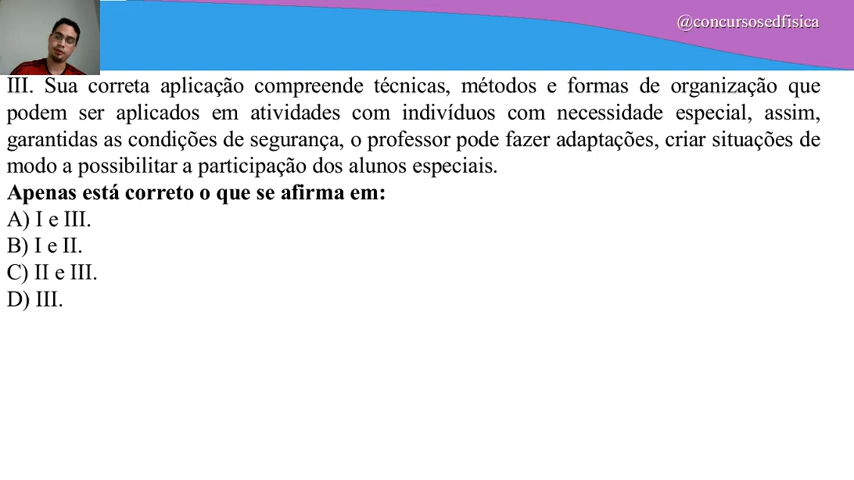 @concursosedfisica
III. Sua correta aplicação compreende técnicas, métodos e formas de organização que
podem ser aplicados em atividades com indivíduos com necessidade especial, assim,
garantidas as condições de segurança, o professor pode fazer adaptações, criar situações de
modo a possibilitar a participação dos alunos especiais.
Apenas está correto o que se afirma em:
A) I e III.
B) I e II.
C) II e III.
D) III.